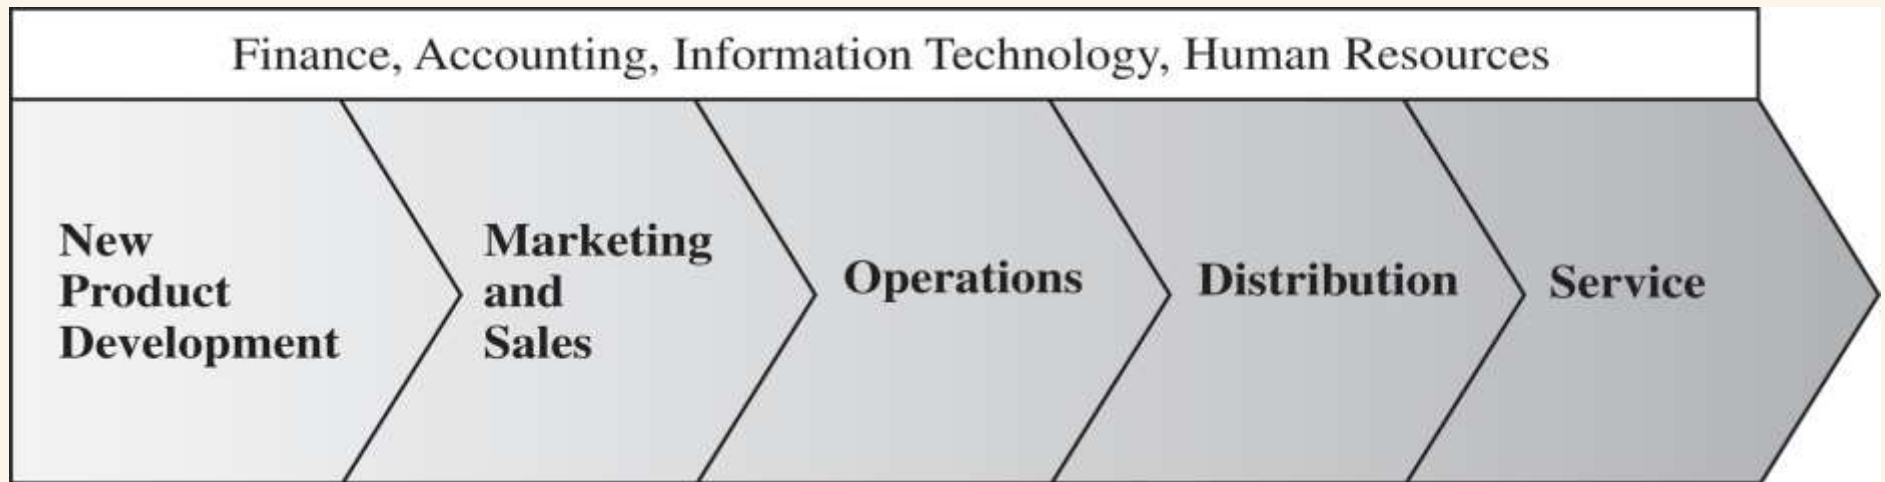 Finance, Accounting, Information Technology, Human Resources
New
Product
Development
Marketing
and
Sales
Operations
Distribution
Service